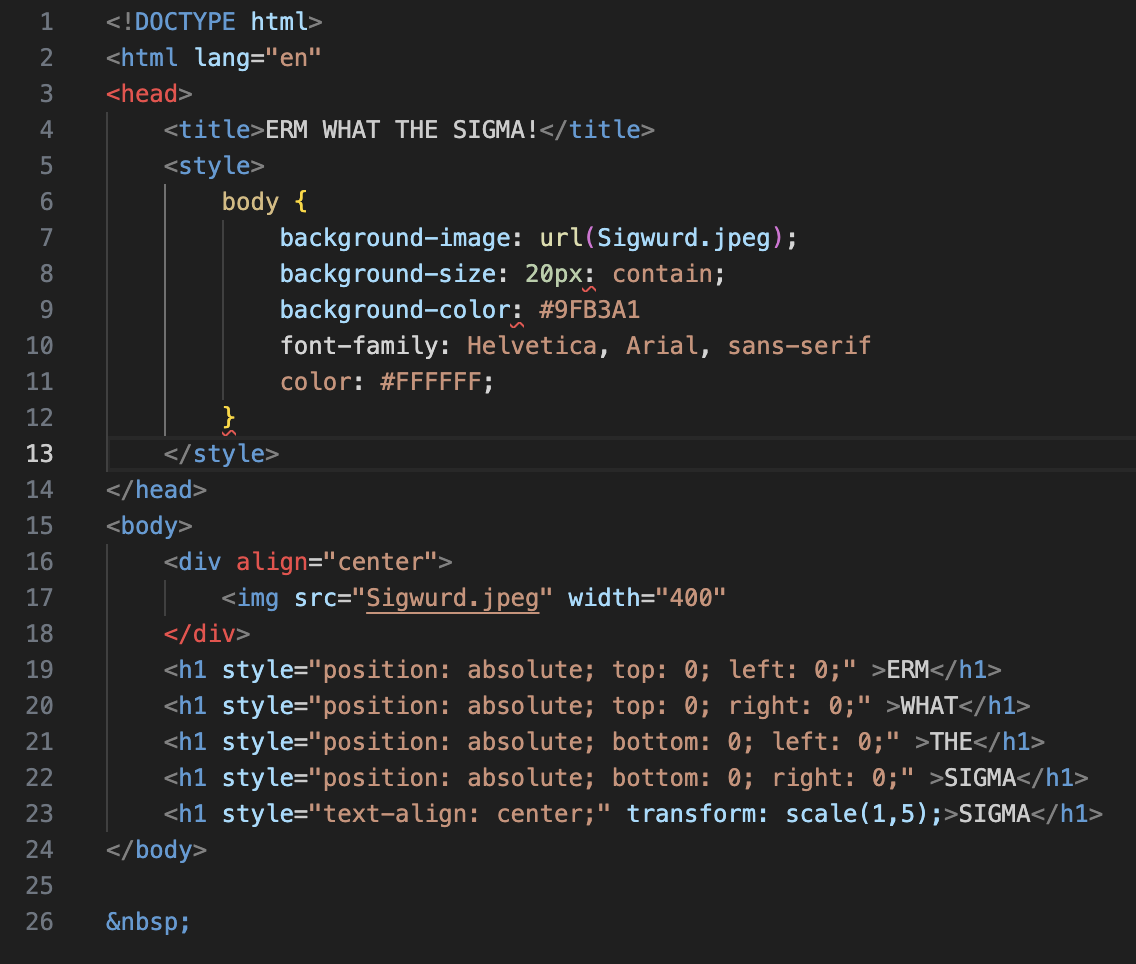 1 <!DOCTYPE html>
2 <html lang="en"
3 <head>
4     <title>ERM WHAT THE SIGMA!</title>
5     <style>
6         body {
7             background-image: url(Sigwurd.jpeg);
8             background-size: 20px: contain;
9             background-color: #9FB3A1
10             font-family: Helvetica, Arial, sans-serif
11             color: #FFFFFF;
12         }
13     </style>
14 </head>
15 <body>
16     <div align="center">
17         <img src="Sigwurd.jpeg" width="400"
18     </div>
19     <h1 style="position: absolute; top: 0; left: 0;" >ERM</h1>
20     <h1 style="position: absolute; top: 0; right: 0;" >WHAT</h1>
21     <h1 style="position: absolute; bottom: 0; left: 0;" >THE</h1>
22     <h1 style="position: absolute; bottom: 0; right: 0;" >SIGMA</h1>
23     <h1 style="text-align: center;" transform: scale(1,5);>SIGMA</h1>
24 </body>
25
26 &nbsp;